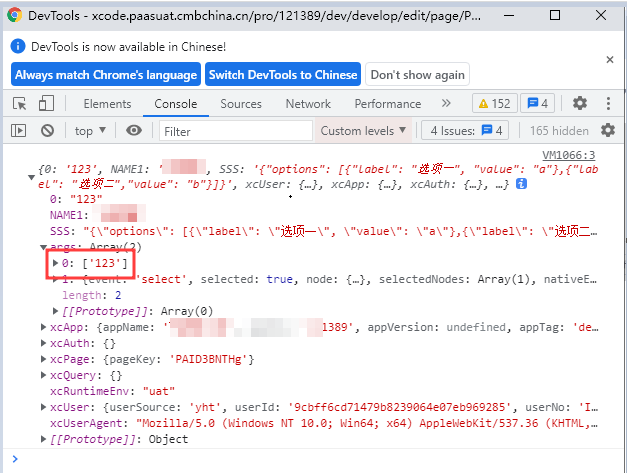 DevTools - xcode.paasuat.cmbchina.cn/pro/121389/dev/develop/edit/page/P...
DevTools is now available in Chinese!
Always match Chrome's language Switch DevTools to Chinese Don't show again
Elements Console Sources Network Performance 152 4
top Filter Custom levels 4 Issues: 4 165 hidden
VM1066:3
{0: '123', NAME1: ' , SSS: '{"options": [{"label": "选项一", "value": "a"},{"lab
el": "选项二","value": "b"}]}', xcUser: {…}, xcApp: {…}, xcAuth: {…}, …}
0: "123"
NAME1:
SSS: "{\"options\": [{\"label\": \"选项一\", \"value\": \"a\"},{\"label\": \"选项二…
args: Array(2)
0: ['123']
1: {event: 'select', selected: true, node: {…}, selectedNodes: Array(1), nativeE…
length: 2
[[Prototype]]: Array(0)
xcApp: {appName: ' 1389', appVersion: undefined, appTag: 'de…
xcAuth: {}
xcPage: {pageKey: 'PAID3BNTHg'}
xcQuery: {}
xcRuntimeEnv: "uat"
xcUser: {userSource: 'yht', userId: '9cbff6cd71479b8239064e07eb969285', userNo: 'I…
xcUserAgent: "Mozilla/5.0 (Windows NT 10.0; Win64; x64) AppleWebKit/537.36 (KHTML,…
[[Prototype]]: Object